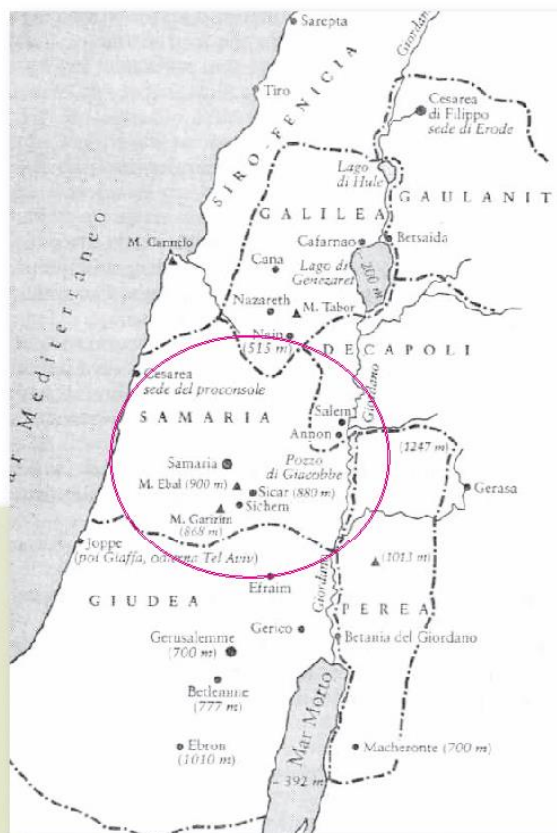 Sarepta
Giordano
Tiro
SIRO-FENICIA
Cesarea
di Filippo
sede di Erode
Lago
di Hule
GAULANIT
GALILEA
M. Carmelo
Cafarnao
Betsaida
Cana
Lago di
Genezaret
- 200 m
Nazareth
M. Tabor
Nain
(515 m)
DECAPOLI
ar Mediterraneo
Cesarea
sede del proconsole
Giordano
SAMARIA
Salem
Annon
(1247 m)
Samaria
Pozzo
di Giacobbe
M. Ebal (900 m)
Sicar (880 m)
Gerasa
Sichem
M. Garizim
(868 m)
Joppe
(poi Giaffa, odierna Tel Aviv)
(1013 m)
Efraim
GIUDEA
Giordano
PEREA
Gerico
Gerusalemme
(700 m)
Betania del Giordano
Betlemme
(777 m)
Mar Morto
Ebron
(1010 m)
Macheronte (700 m)
- 392 m